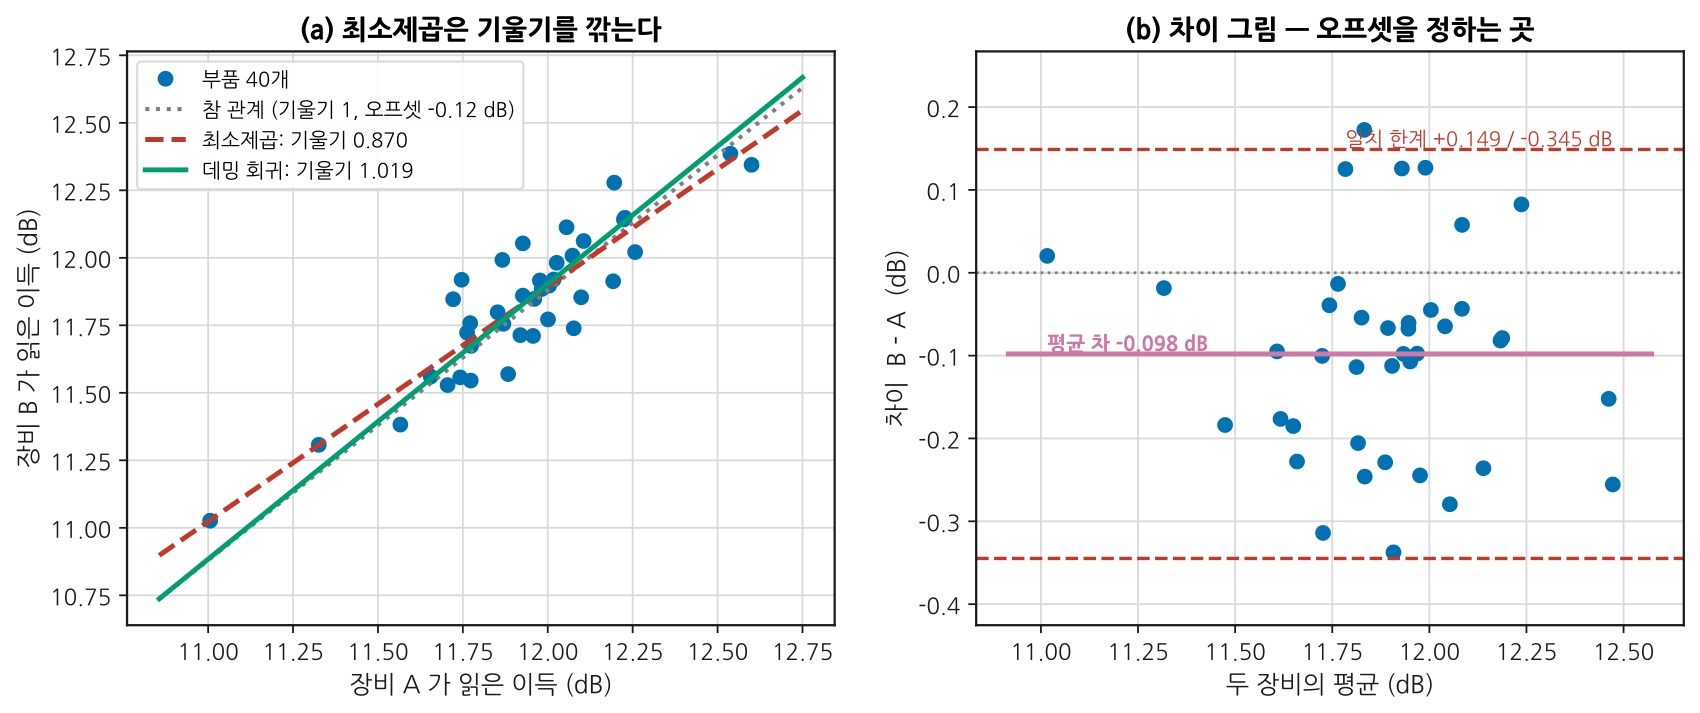 (a) 최소제곱은 기울기를 깎는다
12.75
12.50
12.25
12.00
11.75
11.50
11.25
11.00
10.75
장비 B 가 읽은 이득 (dB)
부품 40개
참 관계 (기울기 1, 오프셋 -0.12 dB)
최소제곱: 기울기 0.870
데밍 회귀: 기울기 1.019
11.00 11.25 11.50 11.75 12.00 12.25 12.50 12.75
장비 A 가 읽은 이득 (dB)
(b) 차이 그림 — 오프셋을 정하는 곳
0.2
0.1
0.0
-0.1
-0.2
-0.3
-0.4
차이 B - A (dB)
일치 한계 +0.149 / -0.345 dB
평균 차 -0.098 dB
11.00 11.25 11.50 11.75 12.00 12.25 12.50
두 장비의 평균 (dB)